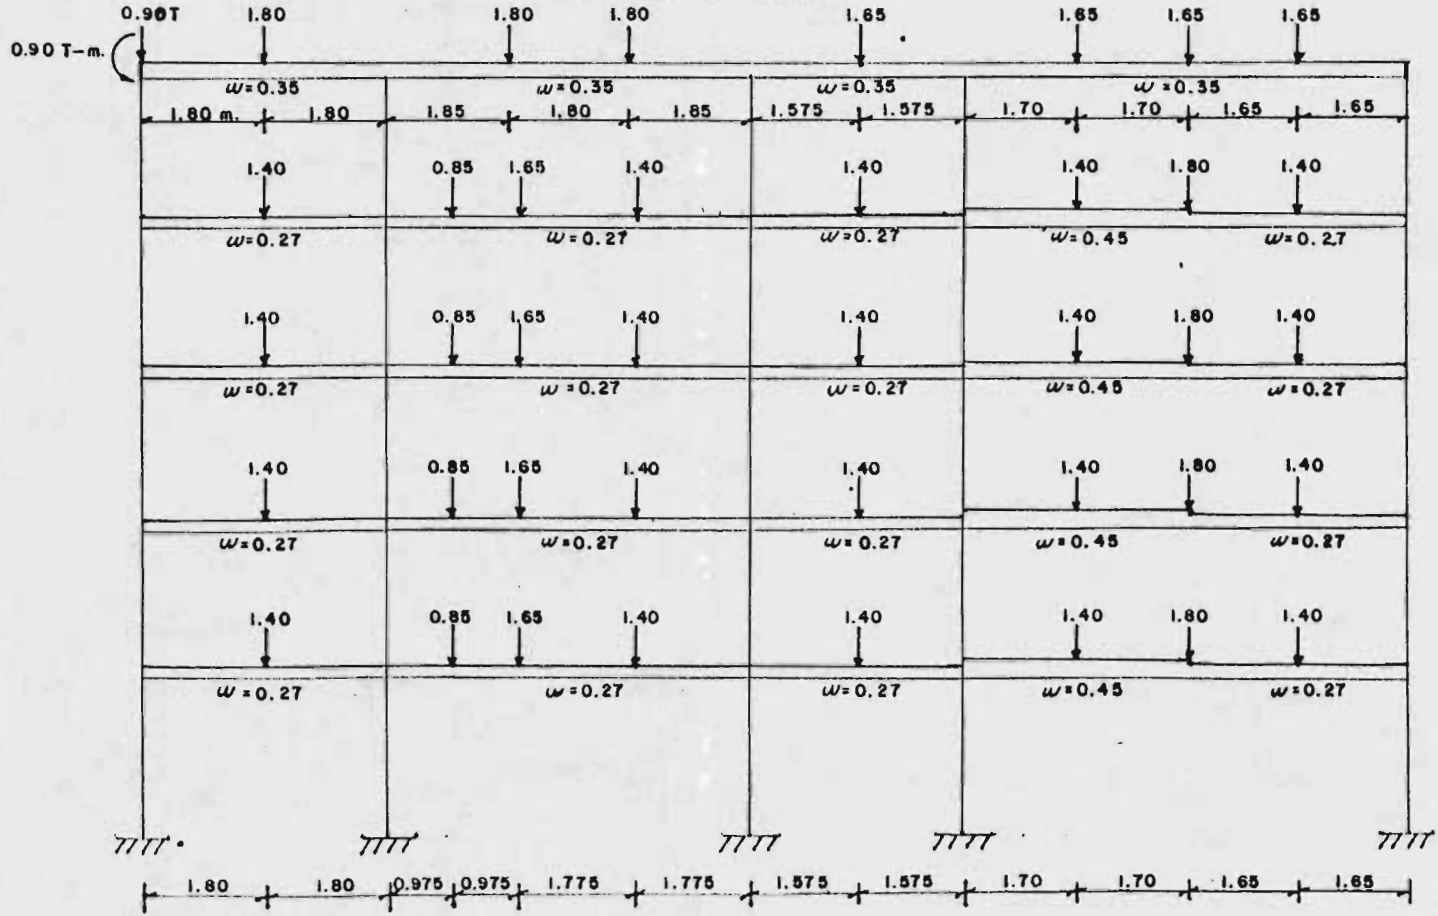 0.90T 1.80 1.80 1.80 1.65 1.65 1.65 1.65
0.90 T-m.
w=0.35 w=0.35 w=0.35 w=0.35
1.80 m. 1.80 1.85 1.80 1.85 1.575 1.575 1.70 1.70 1.65 1.65
1.40 0.85 1.65 1.40 1.40 1.40 1.80 1.40
w=0.27 w=0.27 w=0.27 w=0.45 w=0.27
1.40 0.85 1.65 1.40 1.40 1.40 1.80 1.40
w=0.27 w=0.27 w=0.27 w=0.45 w=0.27
1.40 0.85 1.65 1.40 1.40 1.40 1.80 1.40
w=0.27 w=0.27 w=0.27 w=0.45 w=0.27
1.40 0.85 1.65 1.40 1.40 1.40 1.80 1.40
w=0.27 w=0.27 w=0.27 w=0.45 w=0.27
1.80 1.80 0.975 0.975 1.775 1.775 1.575 1.575 1.70 1.70 1.65 1.65